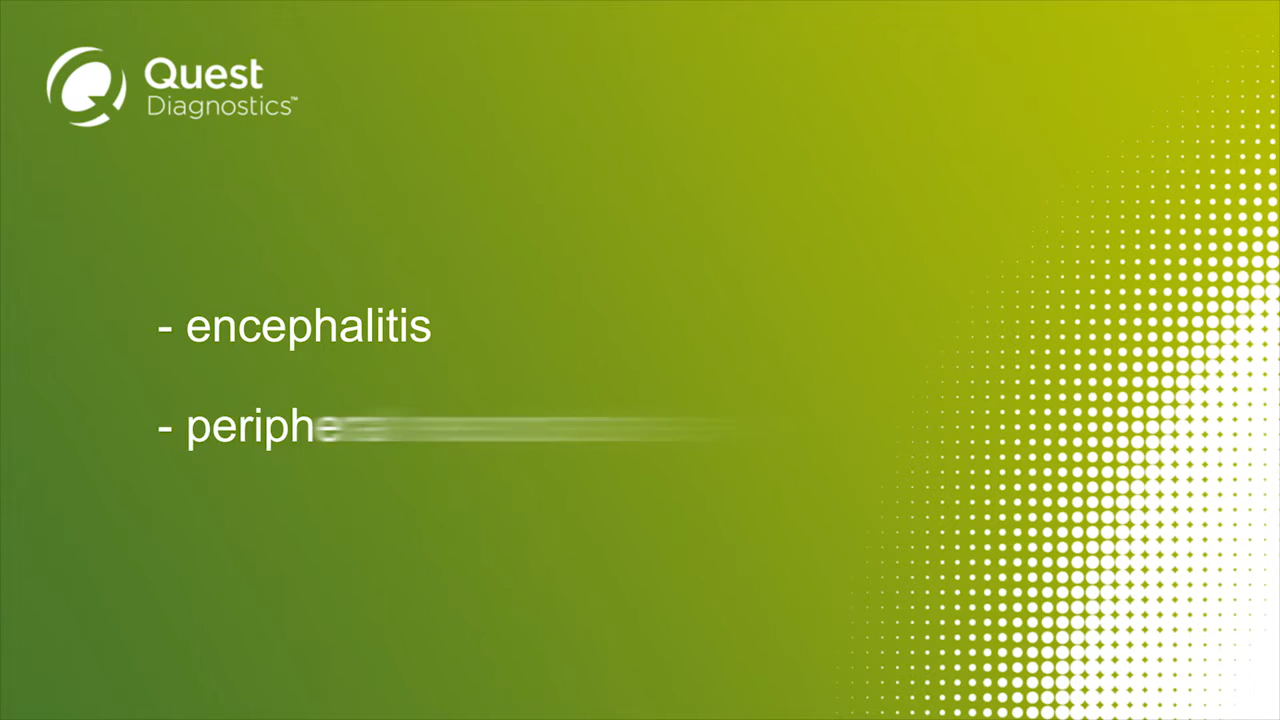 Quest
Diagnostics™
- encephalitis
- periph